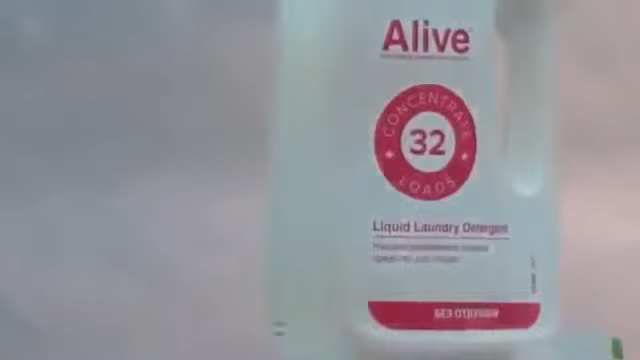 Alive
CONCENTRATE
32
LOADS
Liquid Laundry Detergent
БЕЗ ОТДУШКИ